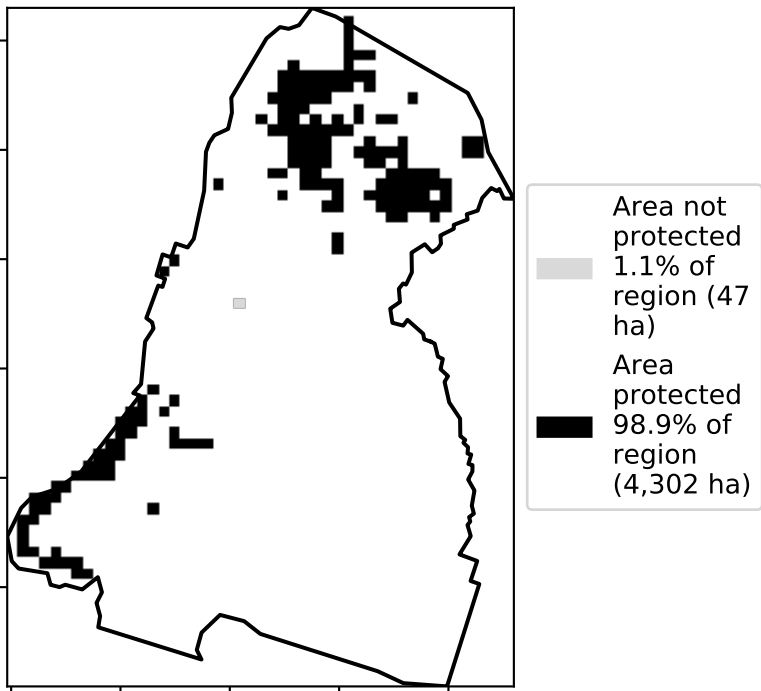 Area not
protected
1.1% of
region (47
ha)
Area
protected
98.9% of
region
(4,302 ha)